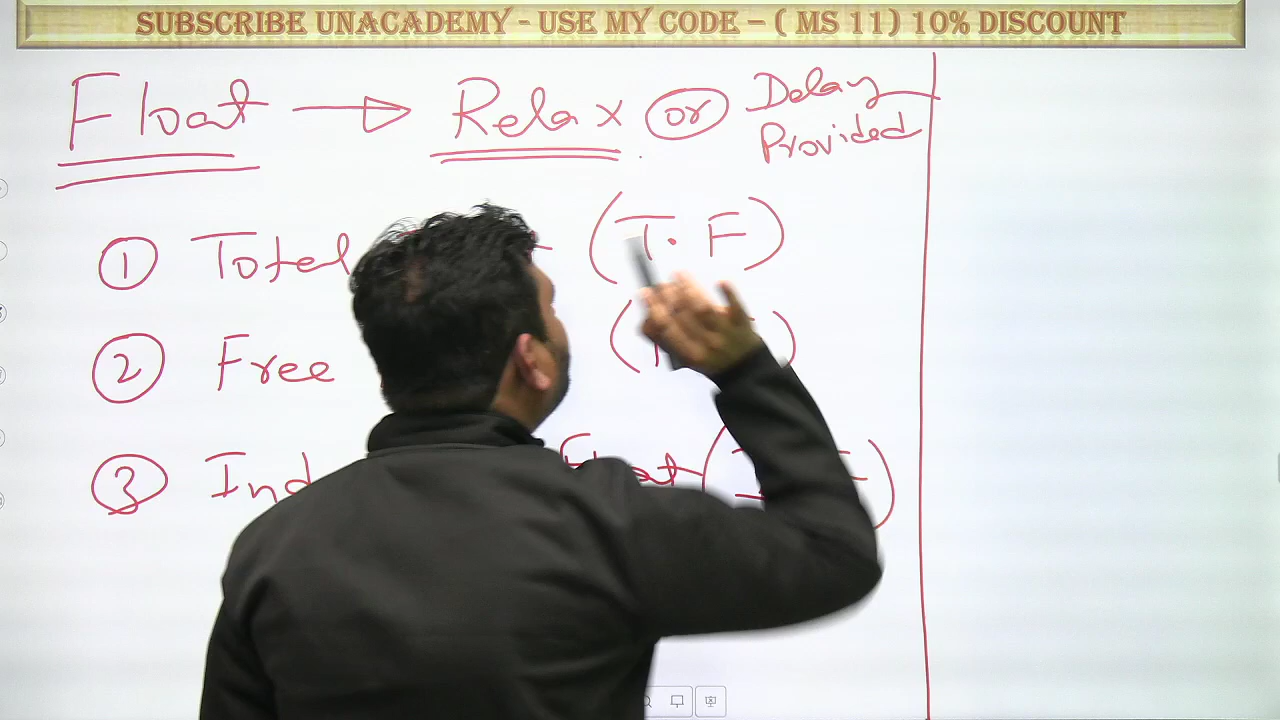 SUBSCRIBE UNACADEMY - USE MY CODE – ( MS 11) 10% DISCOUNT
Float → Relax or Delay Provided
1 Total (T.F)
2 Free
3 Ind Float